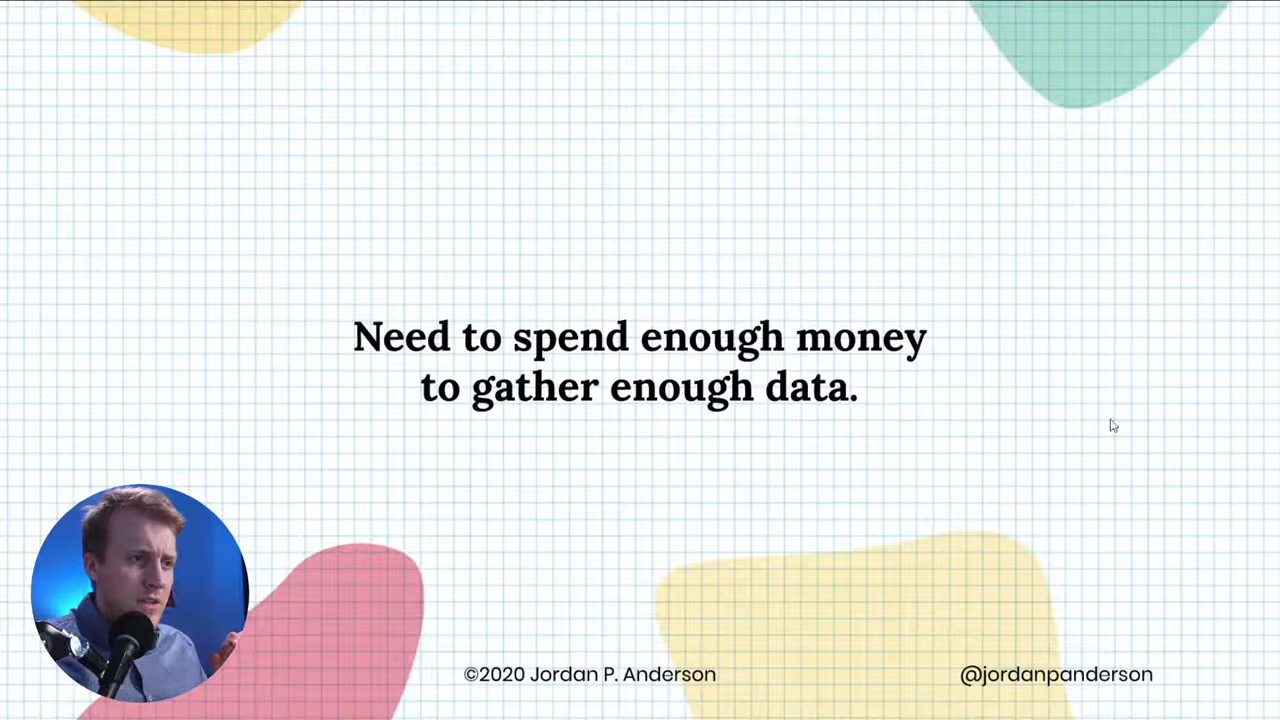 Need to spend enough money
to gather enough data.
©2020 Jordan P. Anderson
@jordanpanderson